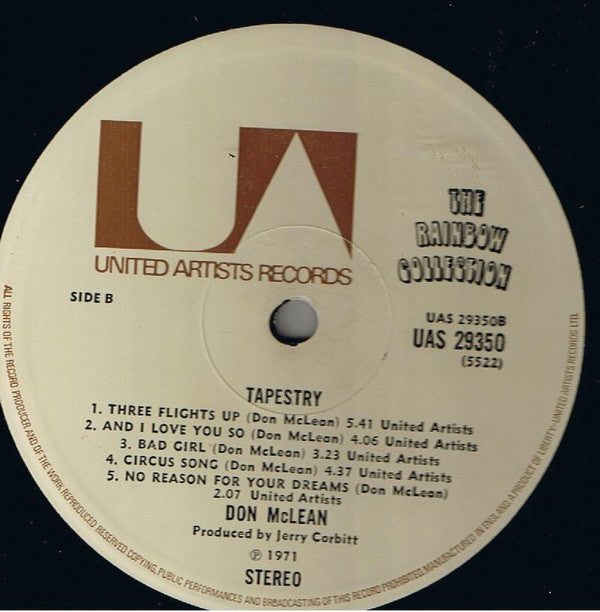 UA
UNITED ARTISTS RECORDS
THE
RAINBOW
COLLECTION
SIDE B
UAS 29350B
UAS 29350
(5522)
TAPESTRY
1. THREE FLIGHTS UP (Don McLean) 5.41 United Artists
2. AND I LOVE YOU SO (Don McLean) 4.06 United Artists
3. BAD GIRL (Don McLean) 3.23 United Artists
4. CIRCUS SONG (Don McLean) 4.37 United Artists
5. NO REASON FOR YOUR DREAMS (Don McLean)
2.07 United Artists
DON McLEAN
Produced by Jerry Corbitt
℗ 1971
STEREO
ALL RIGHTS OF THE RECORD PRODUCER AND OF THE WORK REPRODUCED RESERVED COPYING, PUBLIC PERFORMANCES AND BROADCASTING OF THIS RECORD PROHIBITED. MANUFACTURED IN ENGLAND A PRODUCT OF LIBERTY-UNITED ARTISTS RECORDS LTD.